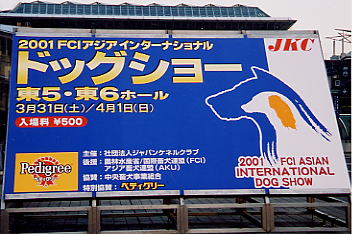 2001 FCIアジアインターナショナル
JKC
ドッグショー
東5・東6ホール
3月31日(土)/4月1日(日)
入場料 ¥500
主催：社団法人ジャパンケネルクラブ
後援：農林水産省/国際畜犬連盟(FCI)
アジア畜犬連盟(AKU)
協賛：中央畜犬事業組合
特別協賛：ペディグリー
Pedigree
2001 FCI ASIAN
INTERNATIONAL
DOG SHOW